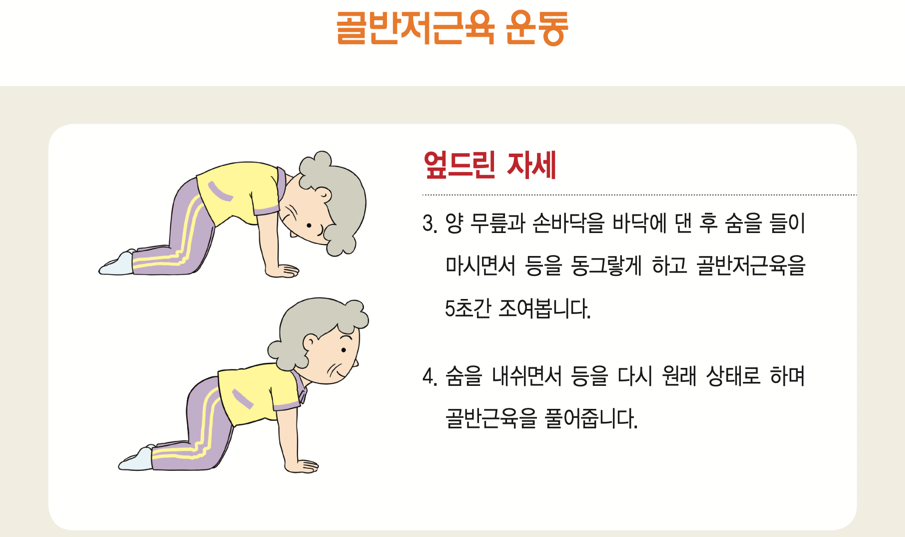 골반저근육 운동
엎드린 자세
3. 양 무릎과 손바닥을 바닥에 댄 후 숨을 들이
마시면서 등을 동그랗게 하고 골반저근육을
5초간 조여봅니다.
4. 숨을 내쉬면서 등을 다시 원래 상태로 하며
골반근육을 풀어줍니다.